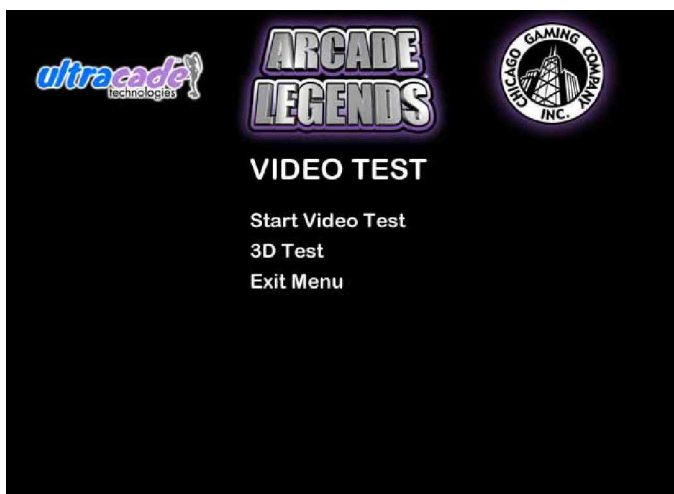 ultracade
technologies
ARCADE
LEGENDS
CHICAGO GAMING COMPANY
INC.
VIDEO TEST
Start Video Test
3D Test
Exit Menu